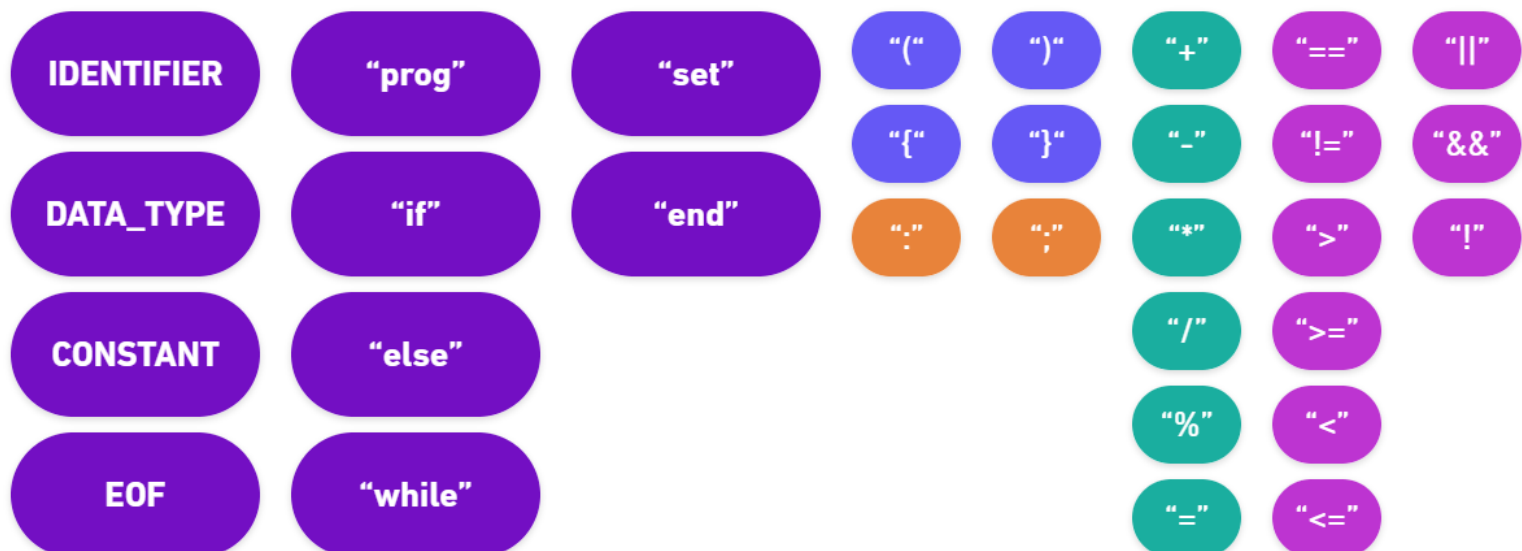 IDENTIFIER “prog” “set” “(“ “)“ “+” “==” “||”
“{“ “}“ “-” “!=” “&&”
DATA_TYPE “if” “end” “:” “;” “*” “>” “!”
“/” “>=”
CONSTANT “else”
“%” “<”
EOF “while” “=” “<=”